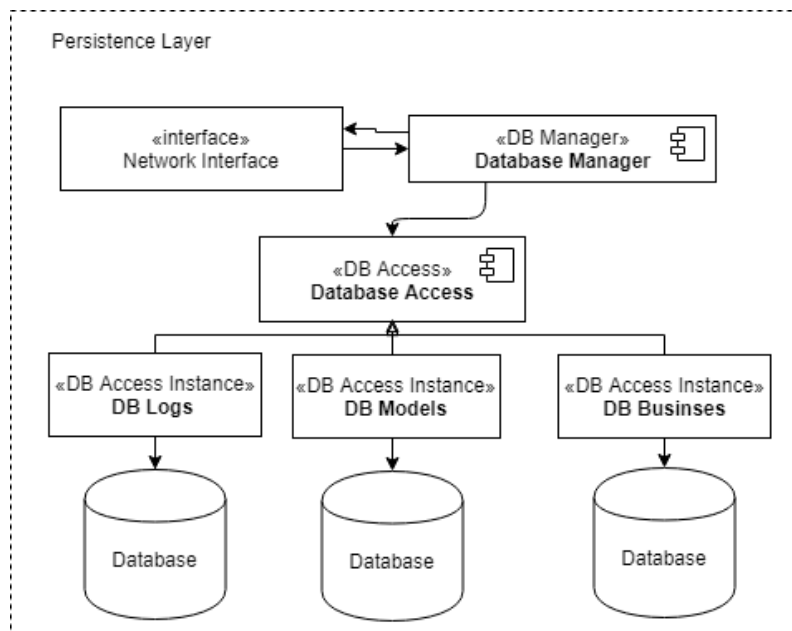 Persistence Layer
«interface»
Network Interface
«DB Manager»
Database Manager
«DB Access»
Database Access
«DB Access Instance»
DB Logs
«DB Access Instance»
DB Models
«DB Access Instance»
DB Businses
Database
Database
Database